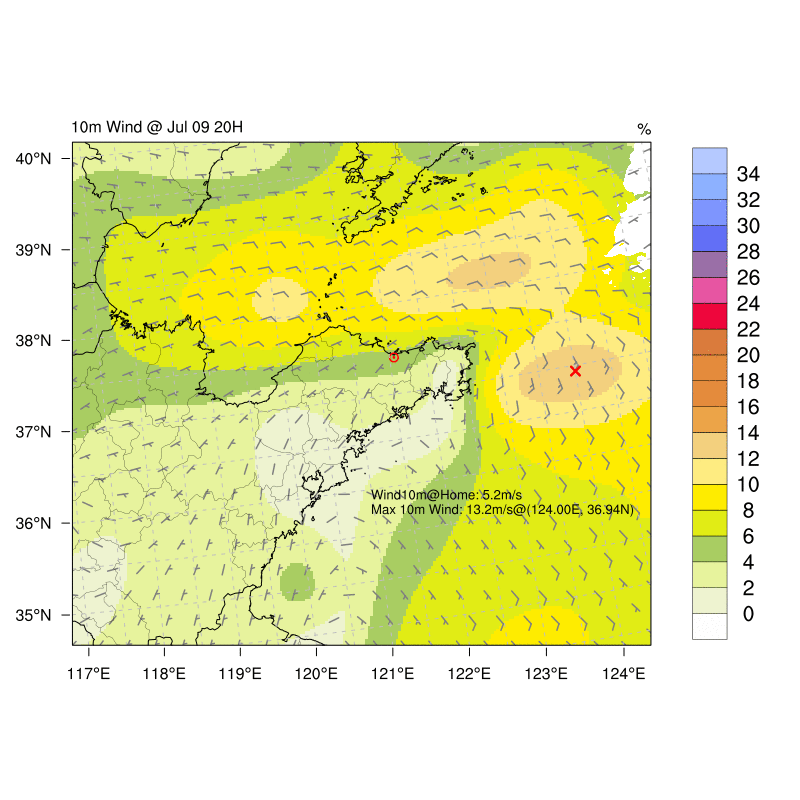 10m Wind @ Jul 09 20H
%
40°N
39°N
38°N
37°N
36°N
35°N
117°E 118°E 119°E 120°E 121°E 122°E 123°E 124°E
Wind10m@Home: 5.2m/s
Max 10m Wind: 13.2m/s@(124.00E, 36.94N)
34
32
30
28
26
24
22
20
18
16
14
12
10
8
6
4
2
0